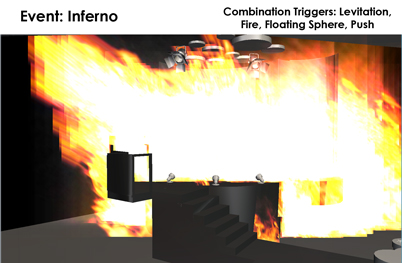 Event: Inferno
Combination Triggers: Levitation,
Fire, Floating Sphere, Push